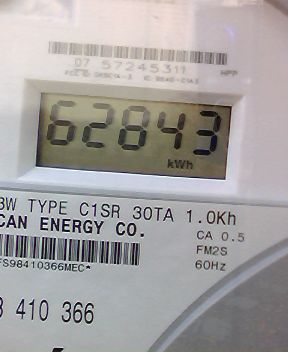 07 57245311
HPP
62843
kWh
3W TYPE C1SR 30TA 1.0Kh
CAN ENERGY CO.
CA 0.5
FM2S
FS98410366MEC*
60Hz
3 410 366